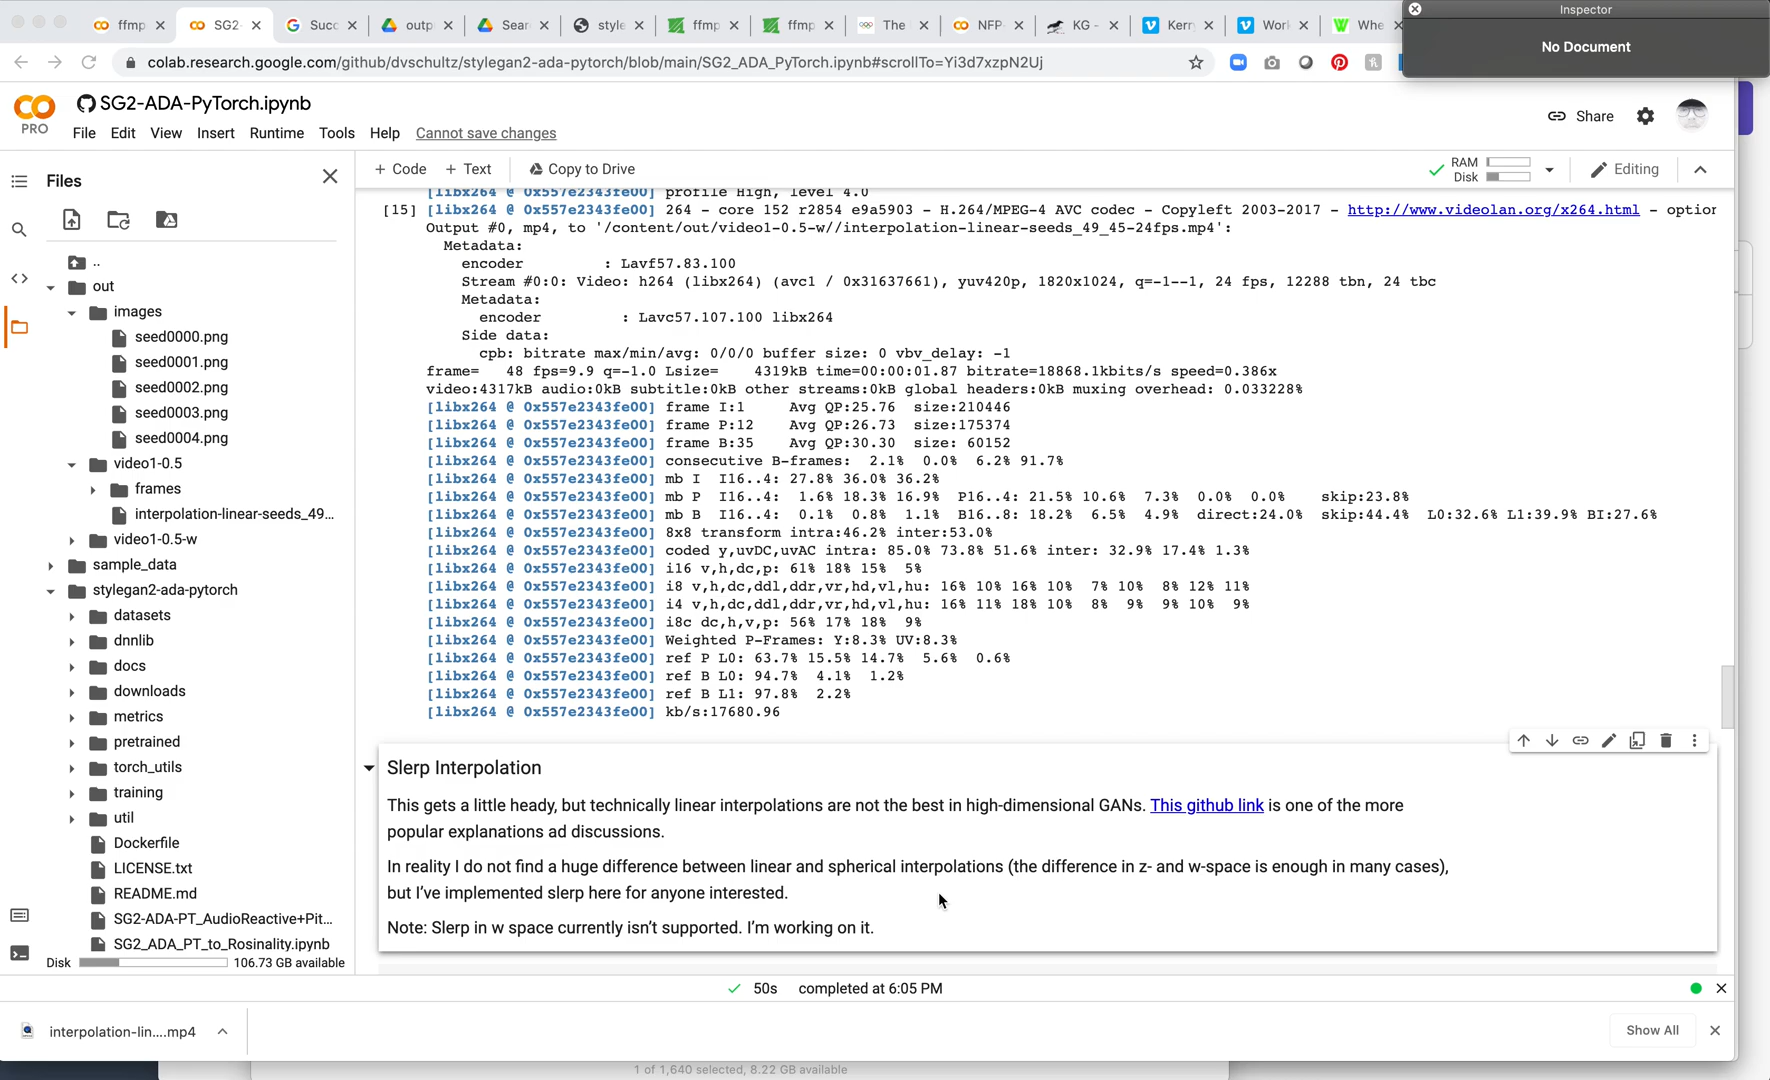 ffmp
SG2-
Succ
outp
Sear
style
ffmp
ffmp
The
NFP-
KG -
Kerry
Worl
Whe
Inspector
No Document
colab.research.google.com/github/dvschultz/stylegan2-ada-pytorch/blob/main/SG2_ADA_PyTorch.ipynb#scrollTo=Yi3d7xzpN2Uj
PRO
SG2-ADA-PyTorch.ipynb
File Edit View Insert Runtime Tools Help Cannot save changes
Share
Files
+ Code + Text Copy to Drive
RAM
Disk
Editing
..
out
images
seed0000.png
seed0001.png
seed0002.png
seed0003.png
seed0004.png
video1-0.5
frames
interpolation-linear-seeds_49...
video1-0.5-w
sample_data
stylegan2-ada-pytorch
datasets
dnnlib
docs
downloads
metrics
pretrained
torch_utils
training
util
Dockerfile
LICENSE.txt
README.md
SG2-ADA-PT_AudioReactive+Pit...
SG2_ADA_PT_to_Rosinality.ipynb
Disk 106.73 GB available
[libx264 @ 0x557e2343fe00] profile High, level 4.0
[15] [libx264 @ 0x557e2343fe00] 264 - core 152 r2854 e9a5903 - H.264/MPEG-4 AVC codec - Copyleft 2003-2017 - http://www.videolan.org/x264.html - option
Output #0, mp4, to '/content/out/video1-0.5-w//interpolation-linear-seeds_49_45-24fps.mp4':
Metadata:
encoder : Lavf57.83.100
Stream #0:0: Video: h264 (libx264) (avc1 / 0x31637661), yuv420p, 1820x1024, q=-1--1, 24 fps, 12288 tbn, 24 tbc
Metadata:
encoder : Lavc57.107.100 libx264
Side data:
cpb: bitrate max/min/avg: 0/0/0 buffer size: 0 vbv_delay: -1
frame= 48 fps=9.9 q=-1.0 Lsize= 4319kB time=00:00:01.87 bitrate=18868.1kbits/s speed=0.386x
video:4317kB audio:0kB subtitle:0kB other streams:0kB global headers:0kB muxing overhead: 0.033228%
[libx264 @ 0x557e2343fe00] frame I:1 Avg QP:25.76 size:210446
[libx264 @ 0x557e2343fe00] frame P:12 Avg QP:26.73 size:175374
[libx264 @ 0x557e2343fe00] frame B:35 Avg QP:30.30 size: 60152
[libx264 @ 0x557e2343fe00] consecutive B-frames: 2.1% 0.0% 6.2% 91.7%
[libx264 @ 0x557e2343fe00] mb I I16..4: 27.8% 36.0% 36.2%
[libx264 @ 0x557e2343fe00] mb P I16..4: 1.6% 18.3% 16.9% P16..4: 21.5% 10.6% 7.3% 0.0% 0.0% skip:23.8%
[libx264 @ 0x557e2343fe00] mb B I16..4: 0.1% 0.8% 1.1% B16..8: 18.2% 6.5% 4.9% direct:24.0% skip:44.4% L0:32.6% L1:39.9% BI:27.6%
[libx264 @ 0x557e2343fe00] 8x8 transform intra:46.2% inter:53.0%
[libx264 @ 0x557e2343fe00] coded y,uvDC,uvAC intra: 85.0% 73.8% 51.6% inter: 32.9% 17.4% 1.3%
[libx264 @ 0x557e2343fe00] i16 v,h,dc,p: 61% 18% 15% 5%
[libx264 @ 0x557e2343fe00] i8 v,h,dc,ddl,ddr,vr,hd,vl,hu: 16% 10% 16% 10% 7% 10% 8% 12% 11%
[libx264 @ 0x557e2343fe00] i4 v,h,dc,ddl,ddr,vr,hd,vl,hu: 16% 11% 18% 10% 8% 9% 9% 10% 9%
[libx264 @ 0x557e2343fe00] i8c dc,h,v,p: 56% 17% 18% 9%
[libx264 @ 0x557e2343fe00] Weighted P-Frames: Y:8.3% UV:8.3%
[libx264 @ 0x557e2343fe00] ref P L0: 63.7% 15.5% 14.7% 5.6% 0.6%
[libx264 @ 0x557e2343fe00] ref B L0: 94.7% 4.1% 1.2%
[libx264 @ 0x557e2343fe00] ref B L1: 97.8% 2.2%
[libx264 @ 0x557e2343fe00] kb/s:17680.96
Slerp Interpolation
This gets a little heady, but technically linear interpolations are not the best in high-dimensional GANs. This github link is one of the more
popular explanations ad discussions.
In reality I do not find a huge difference between linear and spherical interpolations (the difference in z- and w-space is enough in many cases),
but I've implemented slerp here for anyone interested.
Note: Slerp in w space currently isn't supported. I'm working on it.
50s completed at 6:05 PM
interpolation-lin....mp4
Show All
1 of 1,640 selected, 8.22 GB available